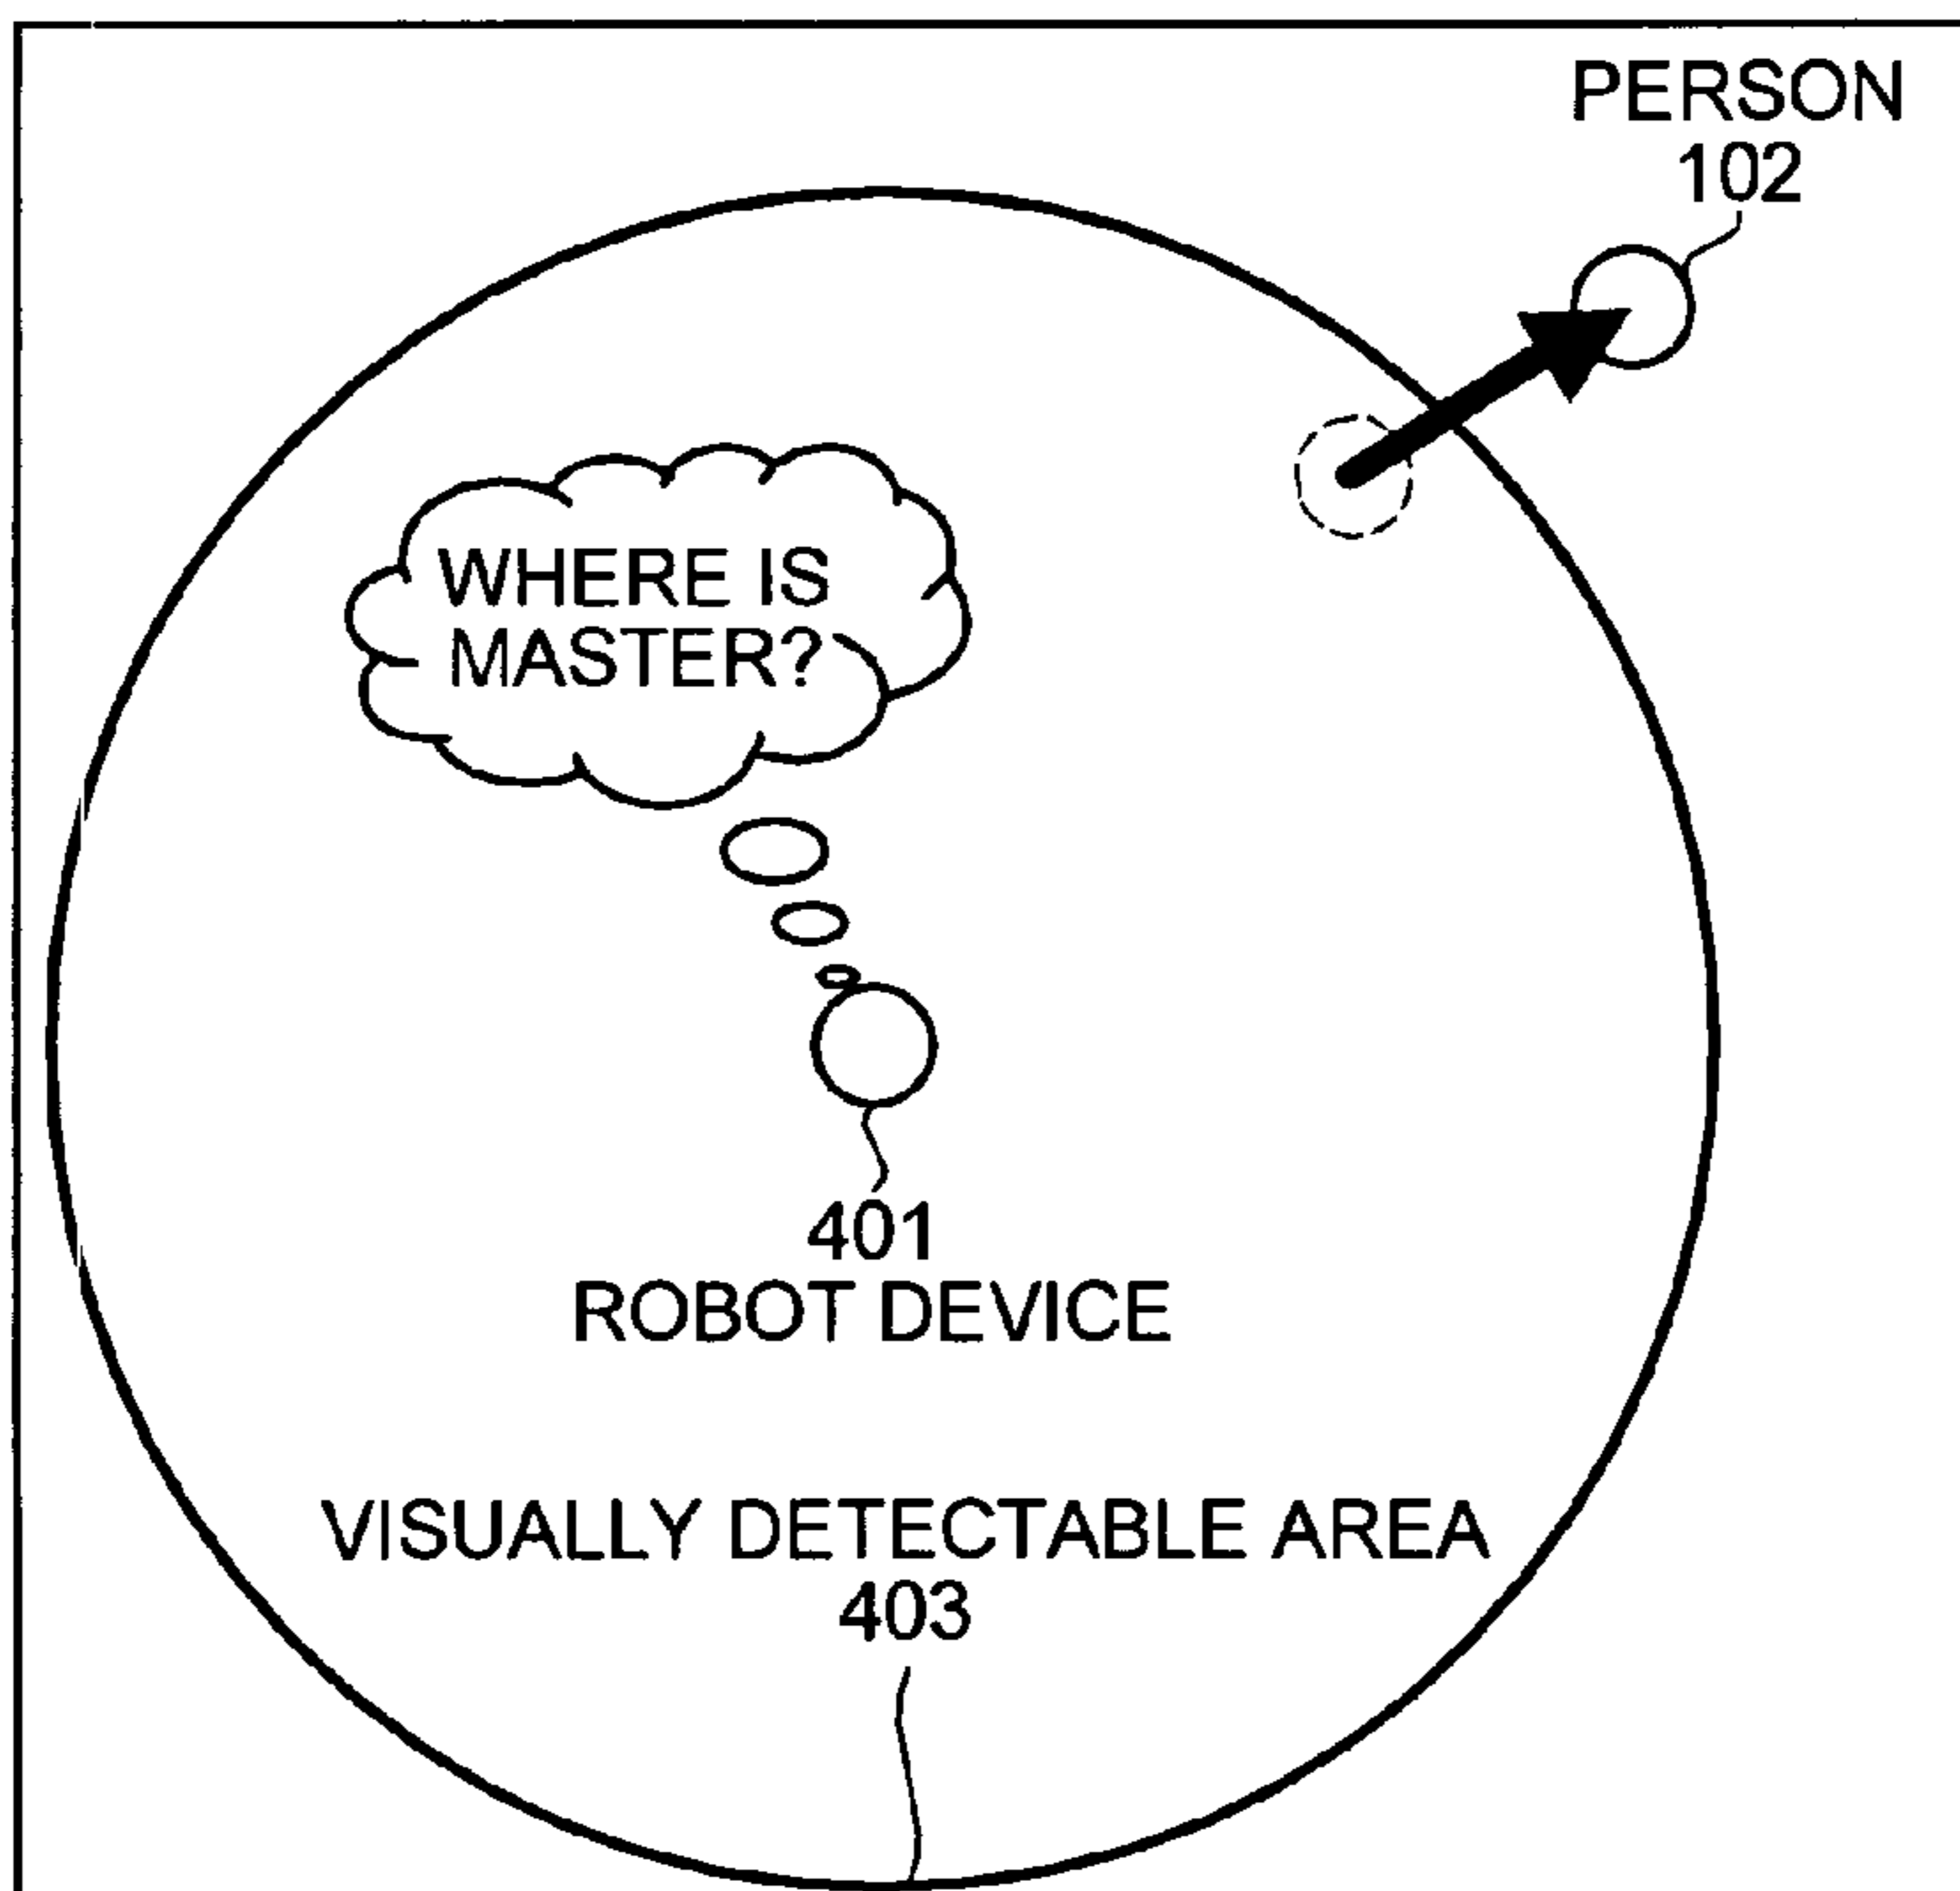 PERSON
102
WHERE IS
MASTER?
401
ROBOT DEVICE
VISUALLY DETECTABLE AREA
403